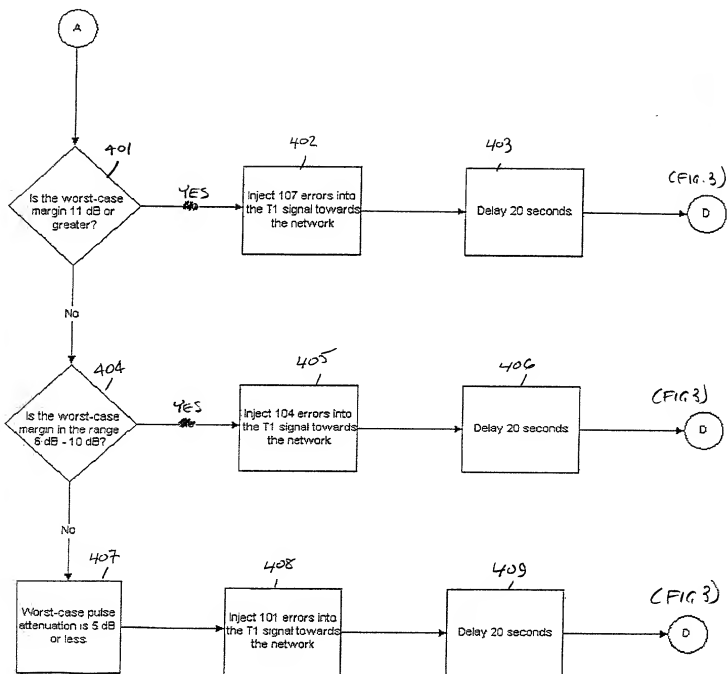 A
401
Is the worst-case
margin 11 dB or
greater?
YES
402
Inject 107 errors into
the T1 signal towards
the network
403
Delay 20 seconds
(FIG.3)
D
No
404
Is the worst-case
margin in the range
6 dB - 10 dB?
YES
405
Inject 104 errors into
the T1 signal towards
the network
406
Delay 20 seconds
(FIG3)
D
No
407
Worst-case pulse
attenuation is 5 dB
or less
408
Inject 101 errors into
the T1 signal towards
the network
409
Delay 20 seconds
(FIG3)
D